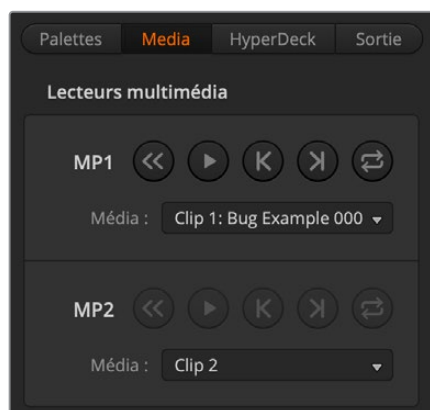 Palettes Media HyperDeck Sortie
Lecteurs multimédia
MP1
Média : Clip 1: Bug Example 000
MP2
Média : Clip 2